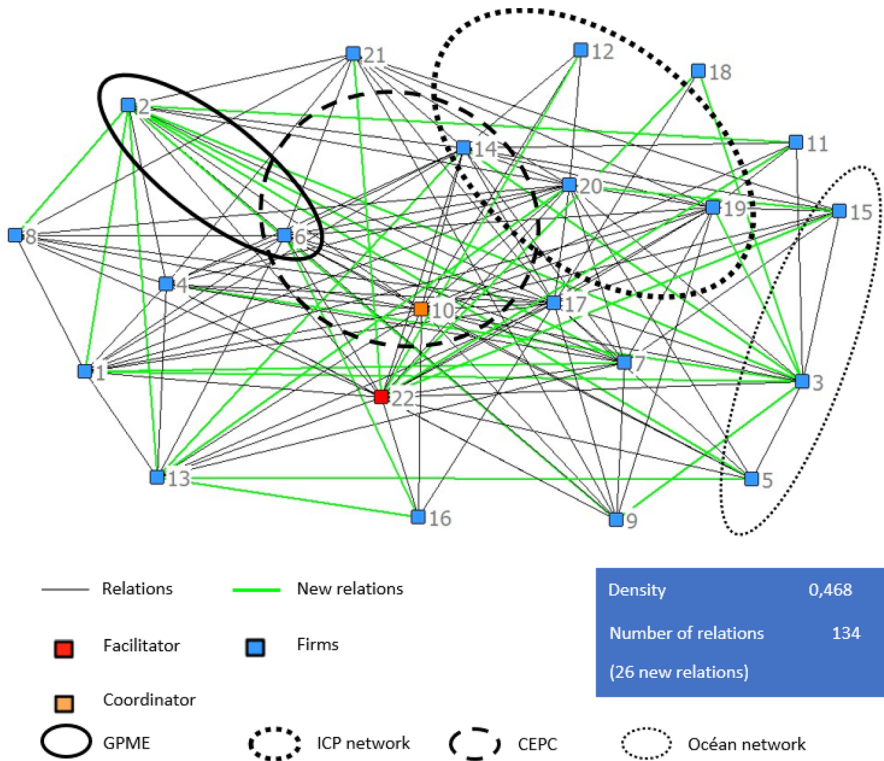 21
12
18
2
14
11
20
19
15
8
6
4
10
17
7
1
3
22
13
5
16
9
Relations
New relations
Density 0,468
Facilitator
Firms
Number of relations 134
(26 new relations)
Coordinator
GPME
ICP network
CEPC
Océan network